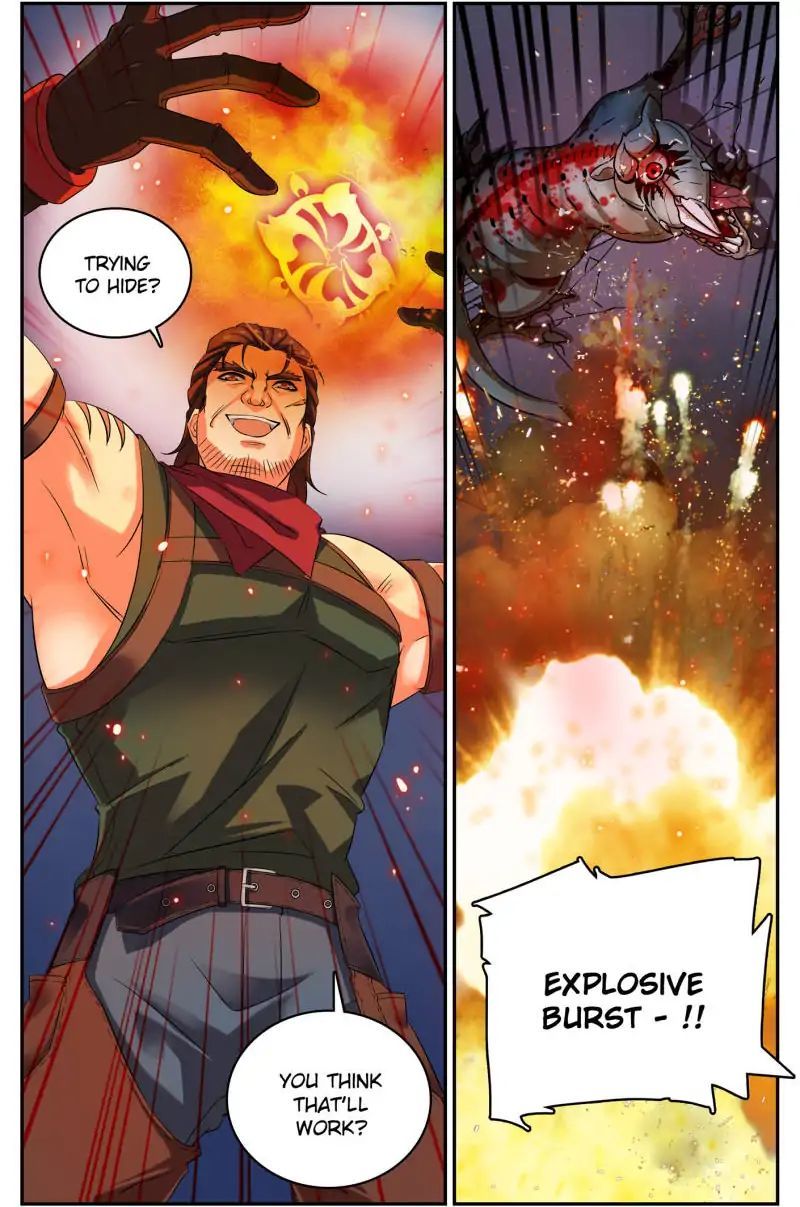 TRYING
TO HIDE?
YOU THINK
THAT'LL
WORK?
EXPLOSIVE
BURST - !!